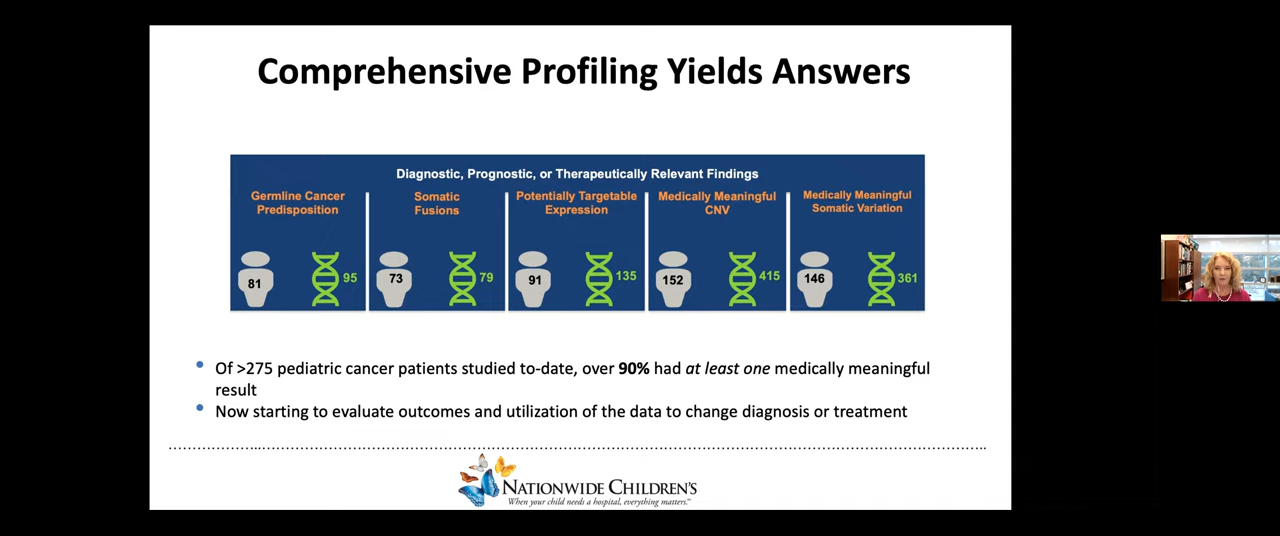 Comprehensive Profiling Yields Answers
Diagnostic, Prognostic, or Therapeutically Relevant Findings
Germline Cancer
Predisposition
Somatic
Fusions
Potentially Targetable
Expression
Medically Meaningful
CNV
Medically Meaningful
Somatic Variation
81
95
73
79
91
135
152
415
146
361
• Of >275 pediatric cancer patients studied to-date, over 90% had at least one medically meaningful
result
• Now starting to evaluate outcomes and utilization of the data to change diagnosis or treatment
NATIONWIDE CHILDREN'S
When your child needs a hospital, everything matters.™